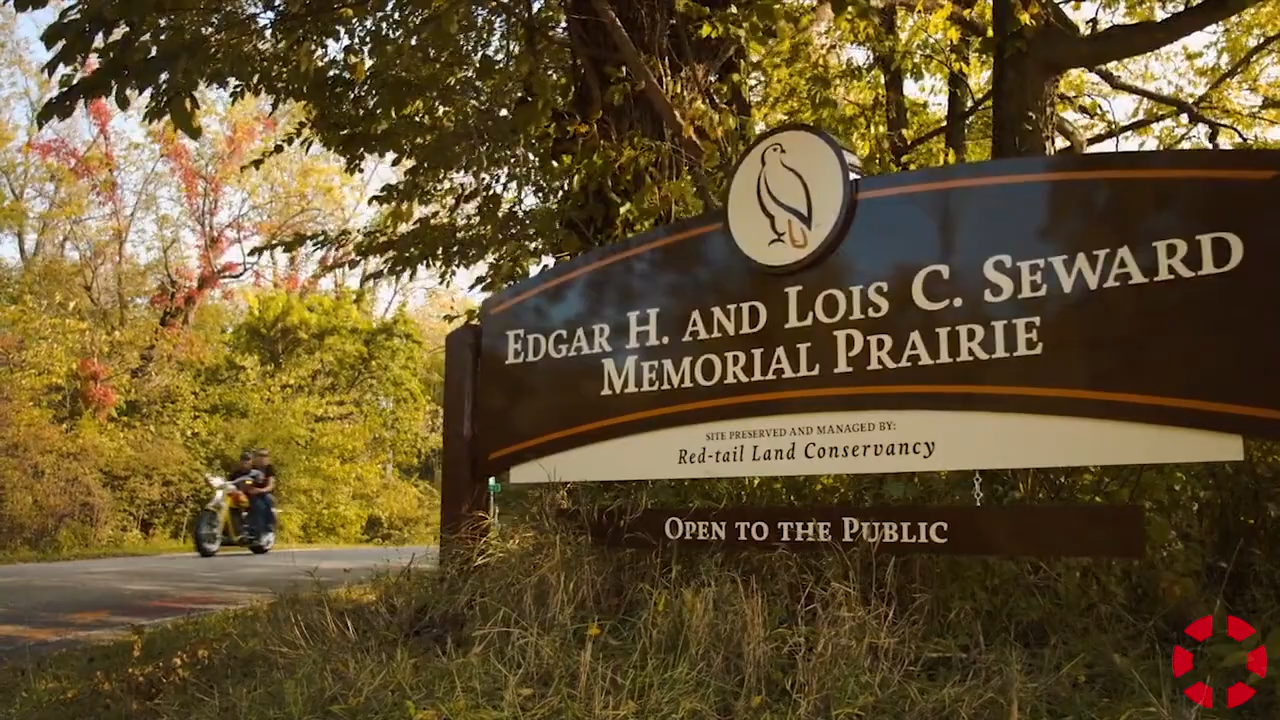 Edgar H. and Lois C. Seward
Memorial Prairie
SITE PRESERVED AND MANAGED BY:
Red-tail Land Conservancy
Open to the Public